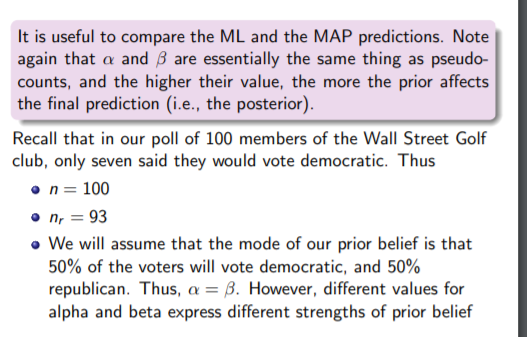 It is useful to compare the ML and the MAP predictions. Note
again that α and β are essentially the same thing as pseudo-
counts, and the higher their value, the more the prior affects
the final prediction (i.e., the posterior).
Recall that in our poll of 100 members of the Wall Street Golf
club, only seven said they would vote democratic. Thus
n = 100
nᵣ = 93
We will assume that the mode of our prior belief is that
50% of the voters will vote democratic, and 50%
republican. Thus, α = β. However, different values for
alpha and beta express different strengths of prior belief